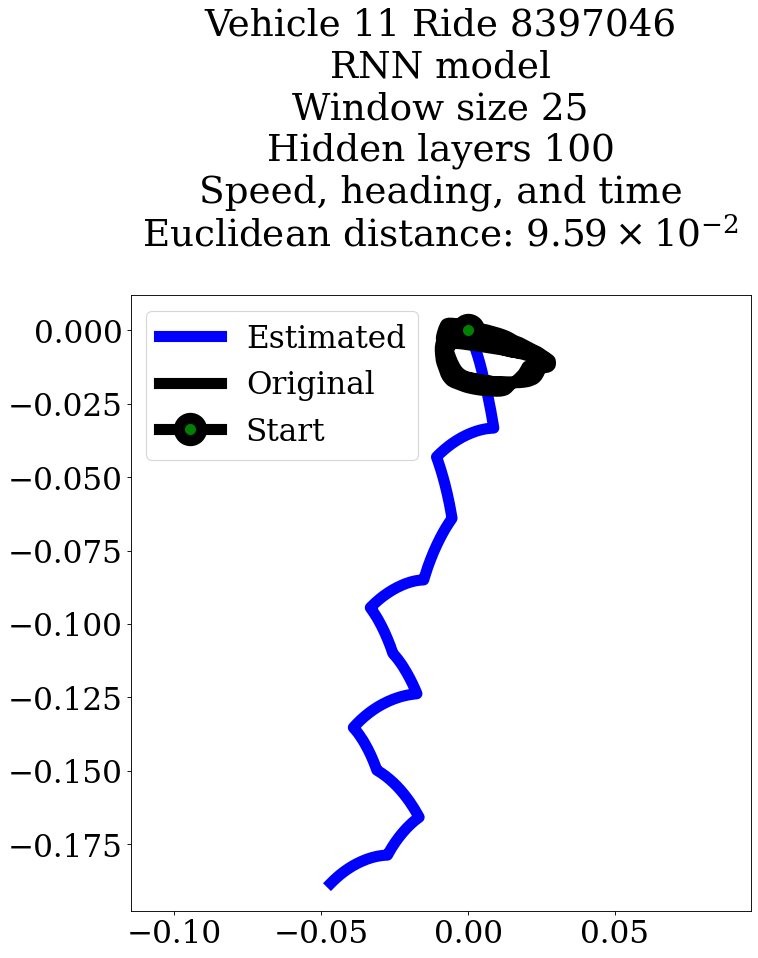 Vehicle 11 Ride 8397046
RNN model
Window size 25
Hidden layers 100
Speed, heading, and time
Euclidean distance: 9.59 × 10⁻²
Estimated
Original
Start
0.000
−0.025
−0.050
−0.075
−0.100
−0.125
−0.150
−0.175
−0.10 −0.05 0.00 0.05